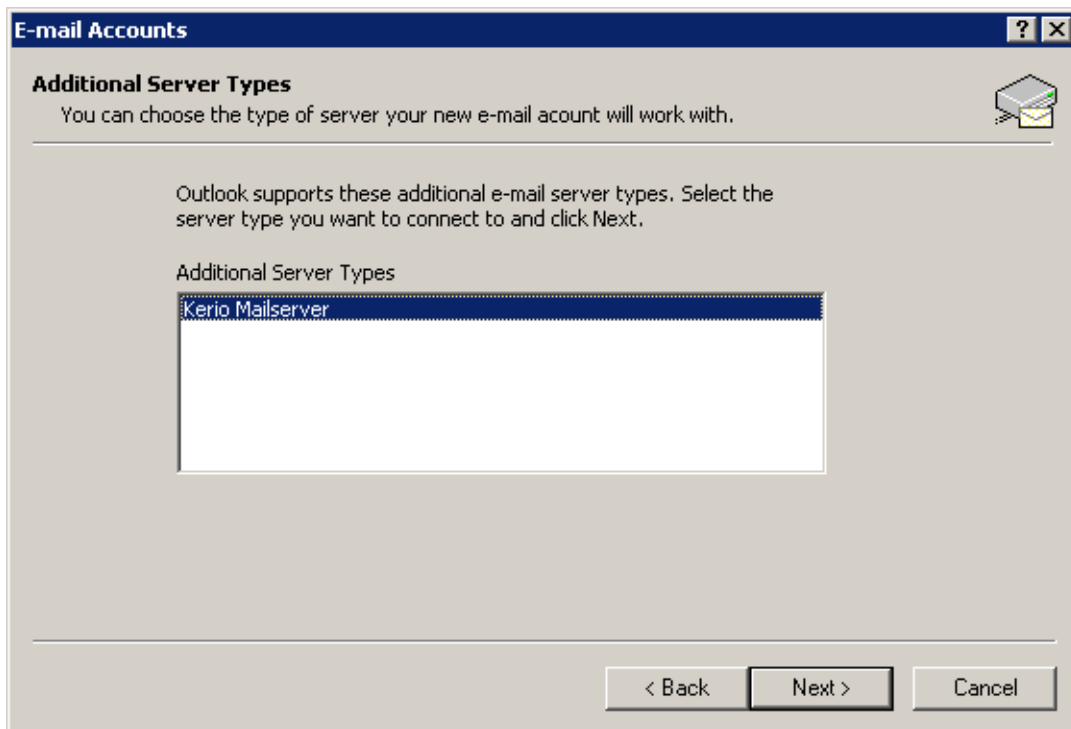 E-mail Accounts
Additional Server Types
You can choose the type of server your new e-mail acount will work with.
Outlook supports these additional e-mail server types. Select the
server type you want to connect to and click Next.
Additional Server Types
Kerio Mailserver
< Back Next > Cancel